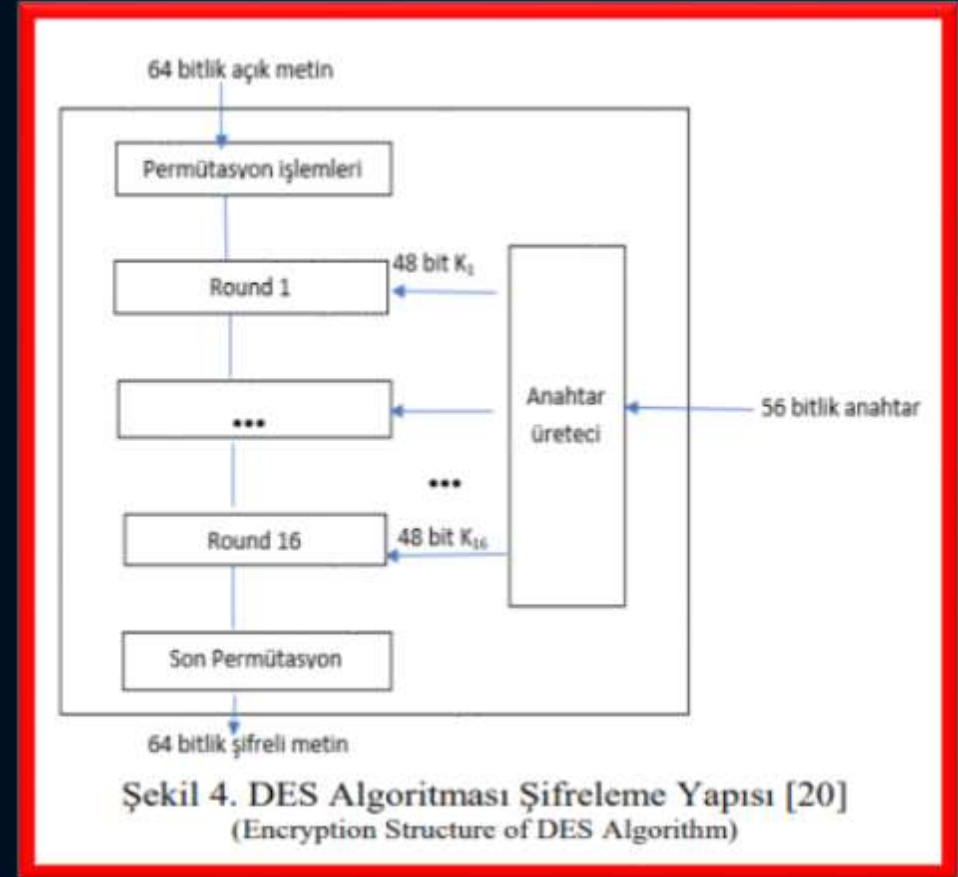 64 bitlik açık metin
Permütasyon işlemleri
Round 1
48 bit K₁
...
Anahtar
üreteci
56 bitlik anahtar
...
Round 16
48 bit K₁₆
Son Permütasyon
64 bitlik şifreli metin
Şekil 4. DES Algoritması Şifreleme Yapısı [20]
(Encryption Structure of DES Algorithm)